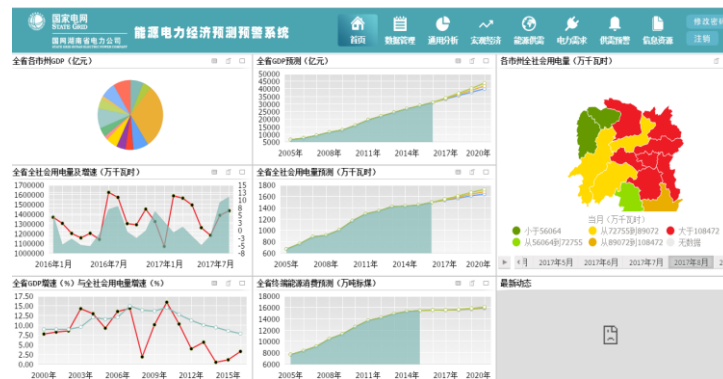 国家电网
STATE GRID
国网湖南省电力公司
能源电力经济预测预警系统
首页 数据管理 通用分析 宏观经济 能源供需 电力需求 供需预警 信息资源
修改密码
注销
全省各市州GDP（亿元）
全省GDP预测（亿元）
50000
45000
40000
35000
30000
25000
20000
15000
10000
5000
2005年 2008年 2011年 2014年 2017年 2020年
各市州全社会用电量（万千瓦时）
当月（万千瓦时）
小于56064 从72755到89072 大于108472
从56064到72755 从89072到108472 无数据
2017年5月 2017年6月 2017年7月 2017年8月
全省全社会用电量及增速（万千瓦时）
1700000
1600000
1500000
1400000
1300000
1200000
1100000
1000000
15
13
10
8
5
3
0
-3
-5
-8
2016年1月 2016年7月 2017年1月 2017年7月
全省全社会用电量预测（万千瓦时）
1800
1600
1400
1200
1000
800
600
2005年 2008年 2011年 2014年 2017年 2020年
全省GDP增速（%）与全社会用电量增速（%）
17.50
15.00
12.50
10.00
7.50
5.00
2.50
0.00
2000年 2003年 2006年 2009年 2012年 2015年
全省终端能源消费预测（万吨标煤）
18000
16000
14000
12000
10000
8000
6000
2005年 2008年 2011年 2014年 2017年 2020年
最新动态